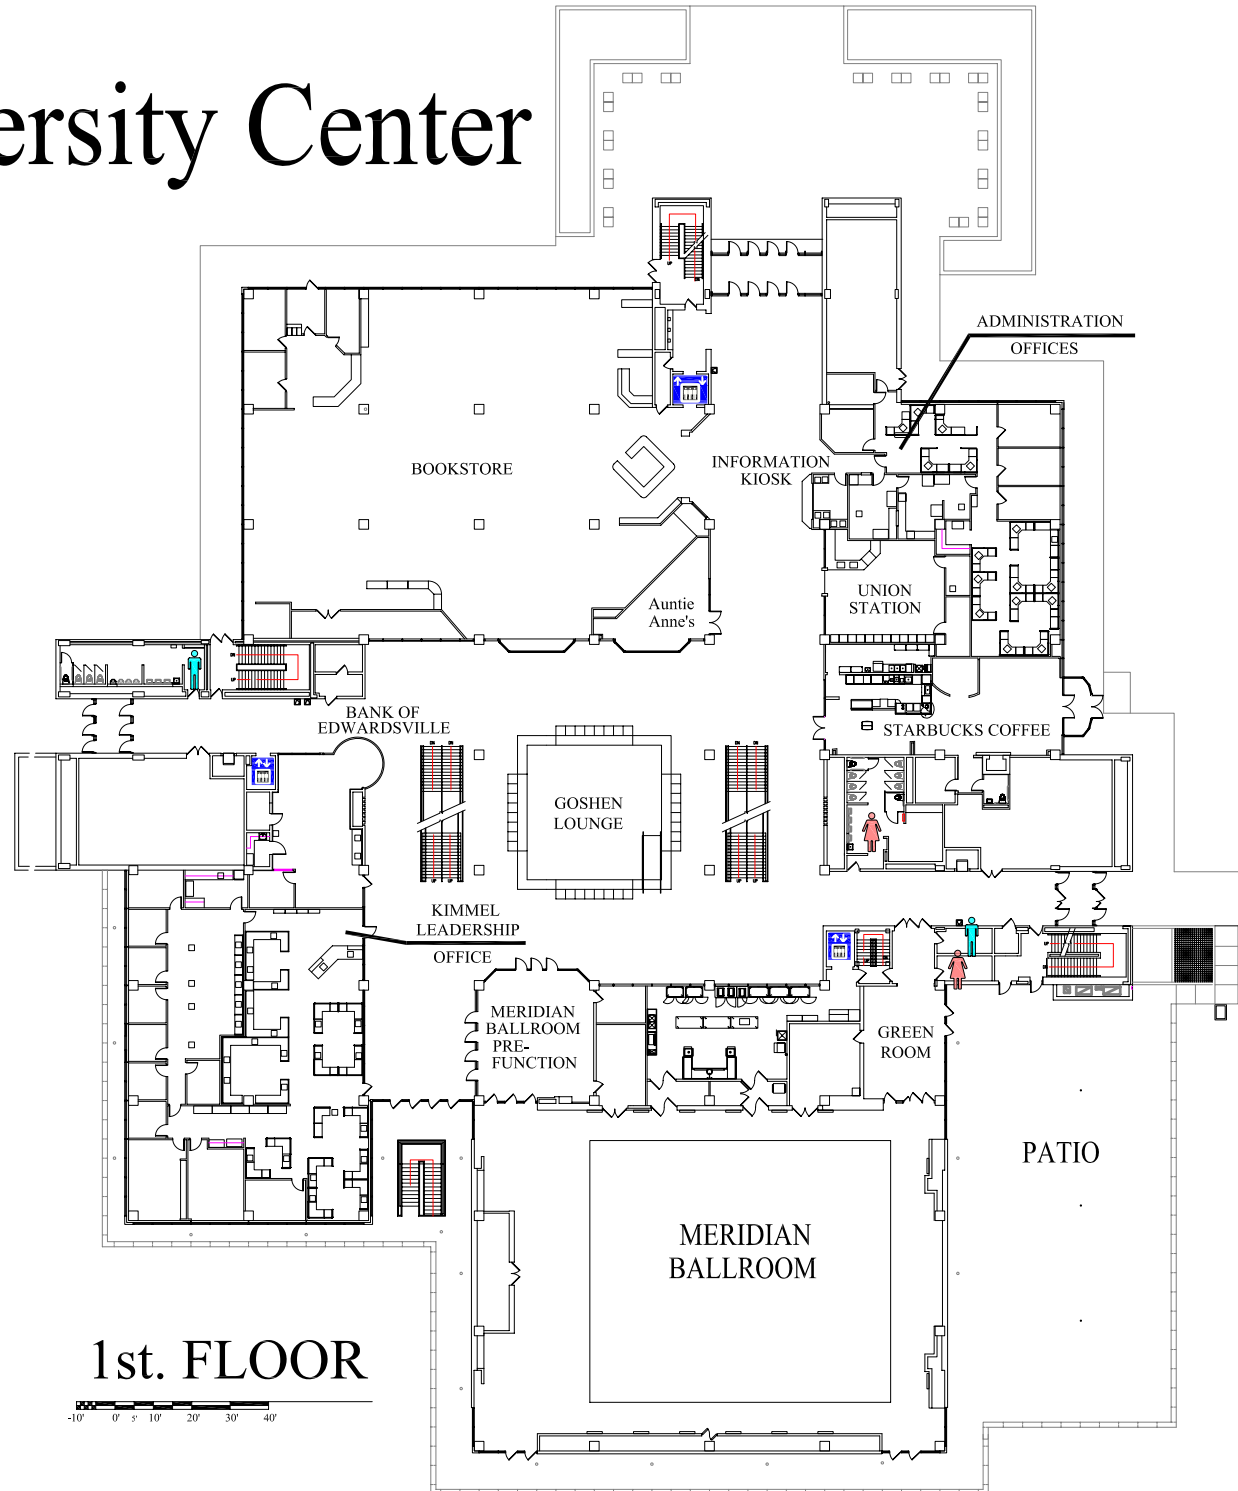 ersity Center
ADMINISTRATION
OFFICES
BOOKSTORE
INFORMATION
KIOSK
UNION
STATION
Auntie
Anne's
BANK OF
EDWARDSVILLE
STARBUCKS COFFEE
GOSHEN
LOUNGE
KIMMEL
LEADERSHIP
OFFICE
MERIDIAN
BALLROOM
PRE-
FUNCTION
GREEN
ROOM
PATIO
MERIDIAN
BALLROOM
1st. FLOOR
-10' 0' 5' 10' 20' 30' 40'